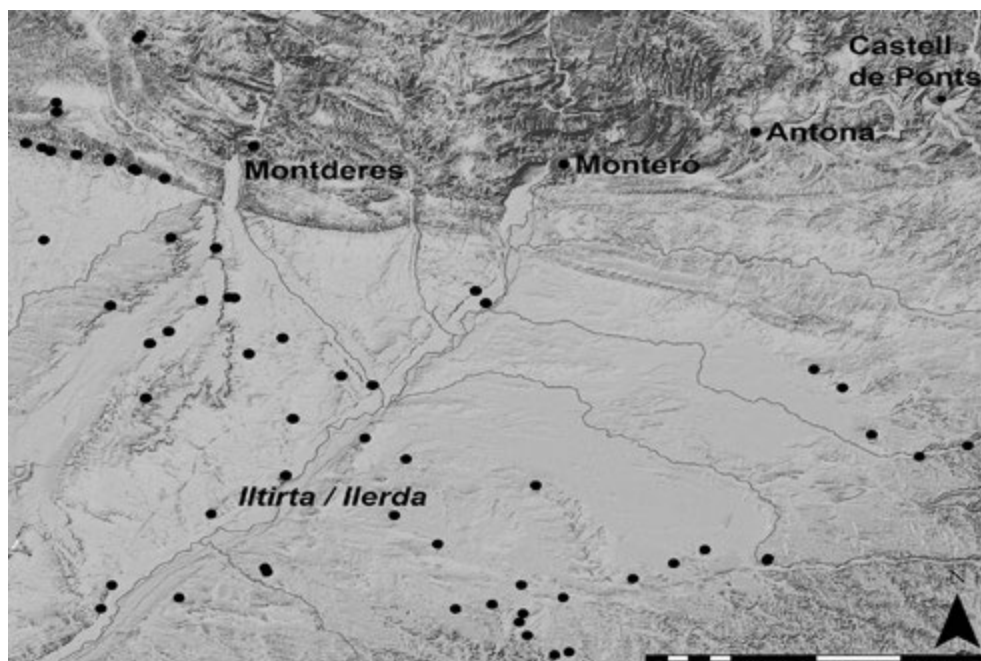 Castell
de Ponts
Antona
Montderes
Monteró
Iltirta / Ilerda
N